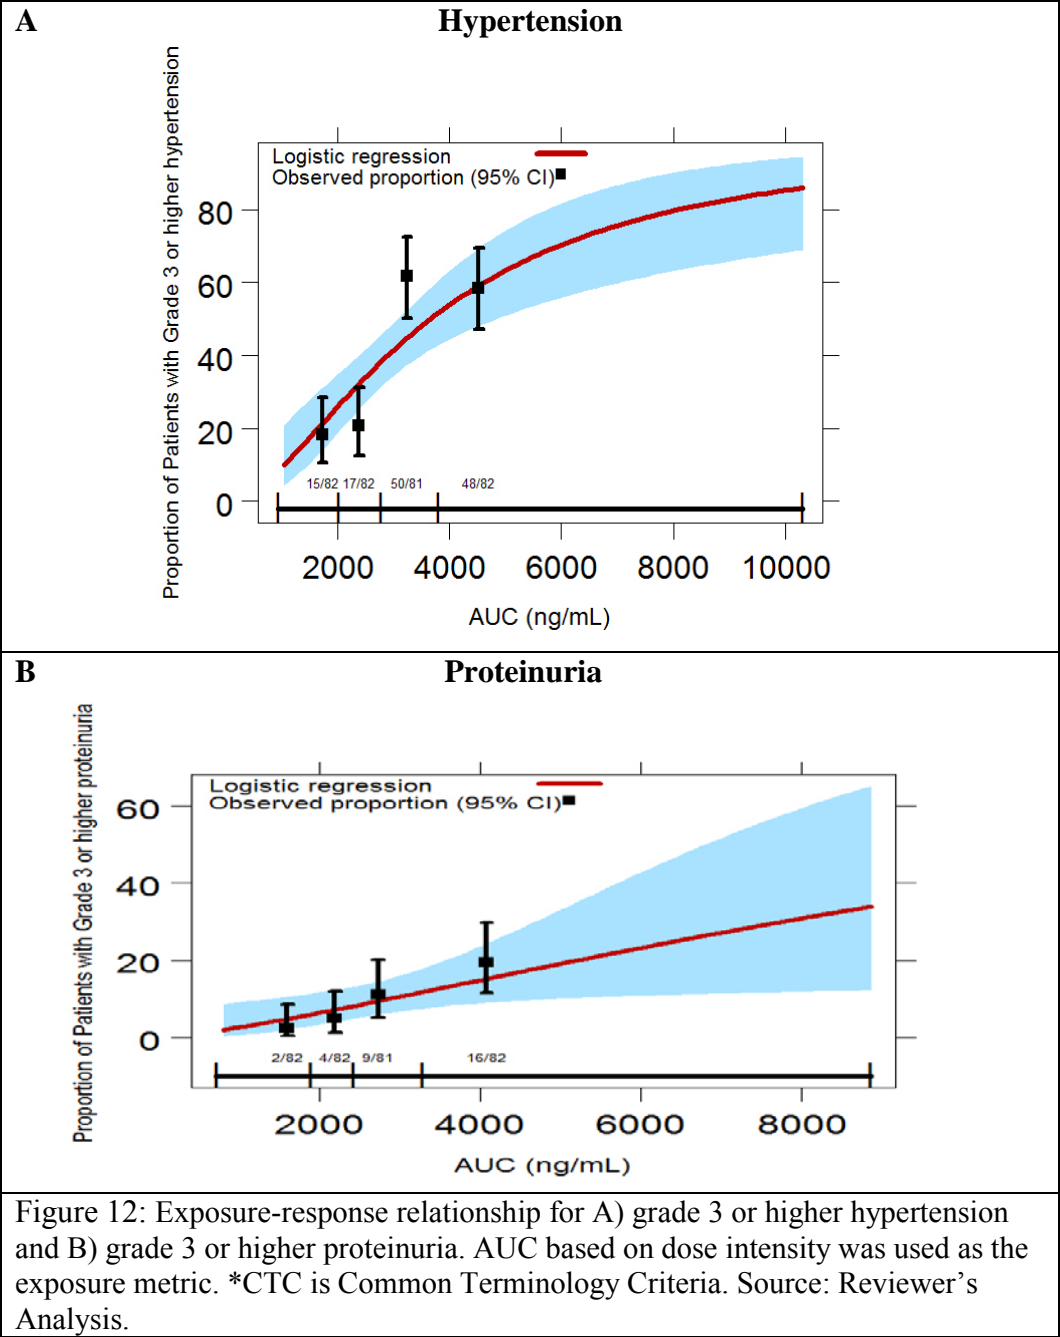 A
Hypertension
Proportion of Patients with Grade 3 or higher hypertension
Logistic regression
Observed proportion (95% CI)
80
60
40
20
0
15/82 17/82 50/81 48/82
2000 4000 6000 8000 10000
AUC (ng/mL)
B
Proteinuria
Proportion of Patients with Grade 3 or higher proteinuria
Logistic regression
Observed proportion (95% CI)
60
40
20
0
2/82 4/82 9/81 16/82
2000 4000 6000 8000
AUC (ng/mL)
Figure 12: Exposure-response relationship for A) grade 3 or higher hypertension
and B) grade 3 or higher proteinuria. AUC based on dose intensity was used as the
exposure metric. *CTC is Common Terminology Criteria. Source: Reviewer's
Analysis.